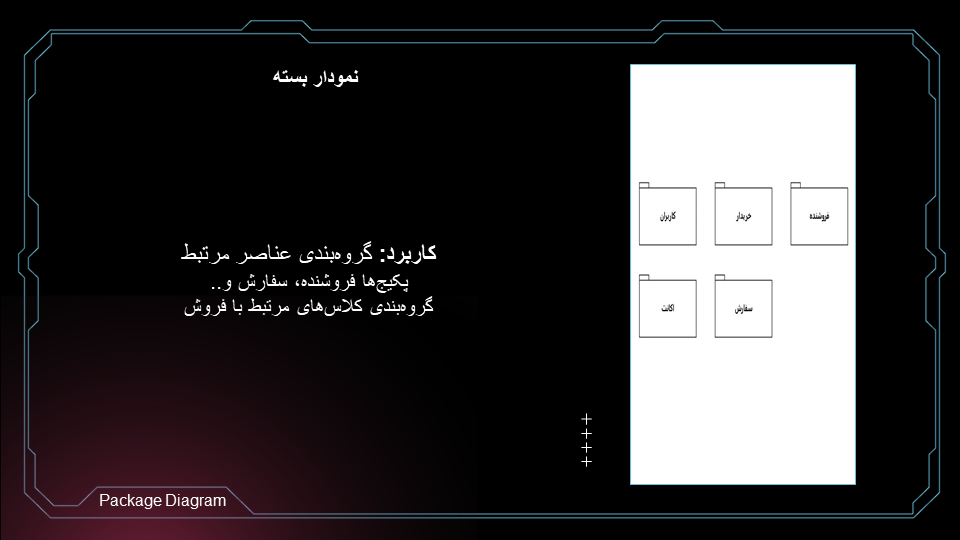 نمودار بسته
کاربرد: گروه‌بندی عناصر مرتبط
پکیج‌ها فروشنده، سفارش و..
گروه‌بندی کلاس‌های مرتبط با فروش
فروشنده
خریدار
کاربران
سفارش
اکانت
Package Diagram